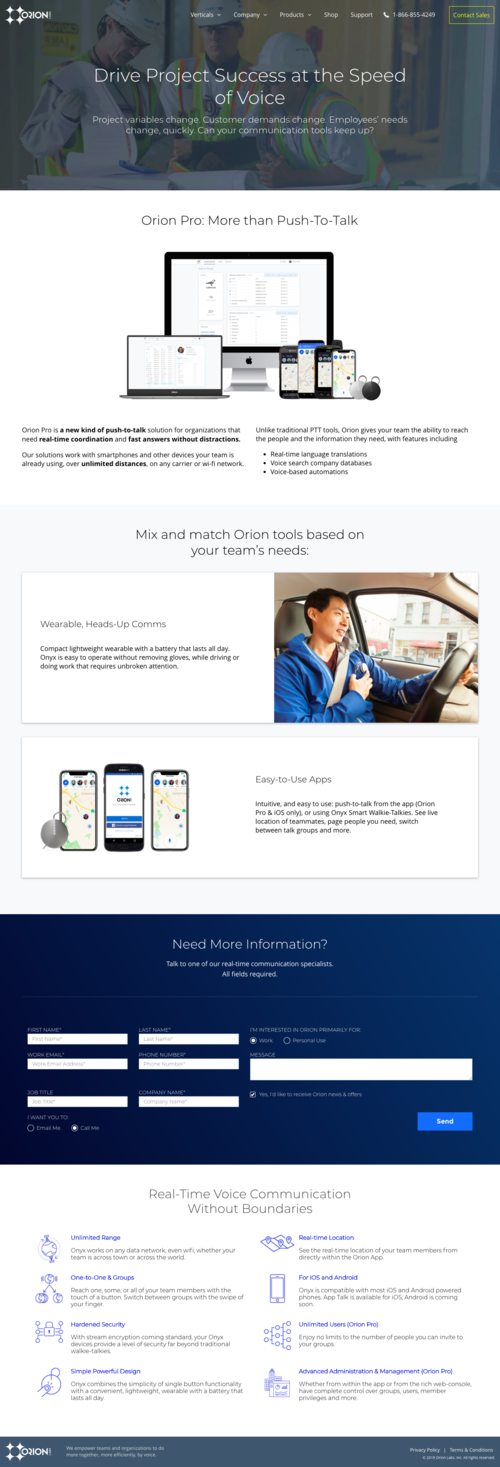 ORION
Verticals
Company
Products
Shop
Support
1-866-855-4249
Contact Sales
Drive Project Success at the Speed
of Voice
Project variables change. Customer demands change. Employees' needs
change, quickly. Can your communication tools keep up?
Orion Pro: More than Push-To-Talk
Orion Pro is a new kind of push-to-talk solution for organizations that
need real-time coordination and fast answers without distractions.
Our solutions work with smartphones and other devices your team is
already using, over unlimited distances, on any carrier or wi-fi network.
Unlike traditional PTT tools, Orion gives your team the ability to reach
the people and the information they need, with features including
• Real-time language translations
• Voice search company databases
• Voice-based automations
Mix and match Orion tools based on
your team's needs:
Wearable, Heads-Up Comms
Compact lightweight wearable with a battery that lasts all day.
Onyx is easy to operate without removing gloves, while driving or
doing work that requires unbroken attention.
ORION
Easy-to-Use Apps
Intuitive, and easy to use: push-to-talk from the app (Orion
Pro & iOS only), or using Onyx Smart Walkie-Talkies. See live
location of teammates, page people you need, switch
between talk groups and more.
Need More Information?
Talk to one of our real-time communication specialists.
All fields required.
FIRST NAME*
First Name*
LAST NAME*
Last Name*
WORK EMAIL*
Work Email Address*
PHONE NUMBER*
Phone Number*
JOB TITLE
Job Title*
COMPANY NAME*
Company Name*
I WANT YOU TO:
Email Me
Call Me
I'M INTERESTED IN ORION PRIMARILY FOR:
Work
Personal Use
MESSAGE
Yes, I'd like to receive Orion news & offers
Send
Real-Time Voice Communication
Without Boundaries
Unlimited Range
Onyx works on any data network, even wifi, whether your
team is across town or across the world.
Real-time Location
See the real-time location of your team members from
directly within the Orion App.
One-to-One & Groups
Reach one, some, or all of your team members with the
touch of a button. Switch between groups with the swipe of
your finger.
For iOS and Android
Onyx is compatible with most iOS and Android powered
phones. App Talk is available for iOS; Android is coming
soon.
Hardened Security
With stream encryption coming standard, your Onyx
devices provide a level of security far beyond traditional
walkie-talkies.
Unlimited Users (Orion Pro)
Enjoy no limits to the number of people you can invite to
your groups.
Simple Powerful Design
Onyx combines the simplicity of single button functionality
with a convenient, lightweight, wearable with a battery that
lasts all day.
Advanced Administration & Management (Orion Pro)
Whether from within the app or from the rich web-console,
have complete control over groups, users, member
privileges and more.
ORION
We empower teams and organizations to do
more together, more efficiently, by voice.
Privacy Policy | Terms & Conditions
© 2018 Orion Labs, Inc. All rights reserved.